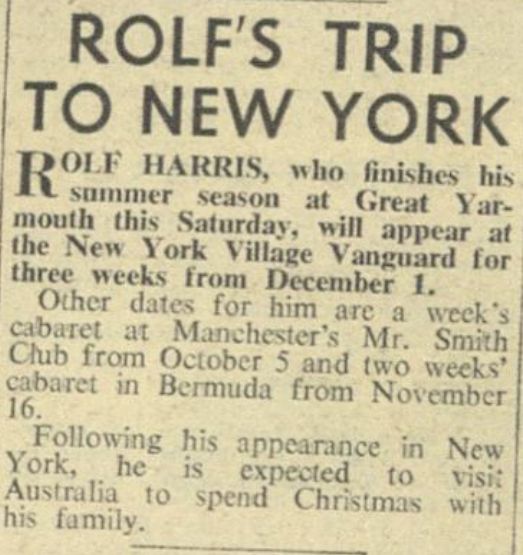 ROLF'S TRIP
TO NEW YORK
ROLF HARRIS, who finishes his
summer season at Great Yar-
mouth this Saturday, will appear at
the New York Village Vanguard for
three weeks from December 1.
Other dates for him are a week's
cabaret at Manchester's Mr. Smith
Club from October 5 and two weeks'
cabaret in Bermuda from November
16.
Following his appearance in New
York, he is expected to visit
Australia to spend Christmas with
his family.